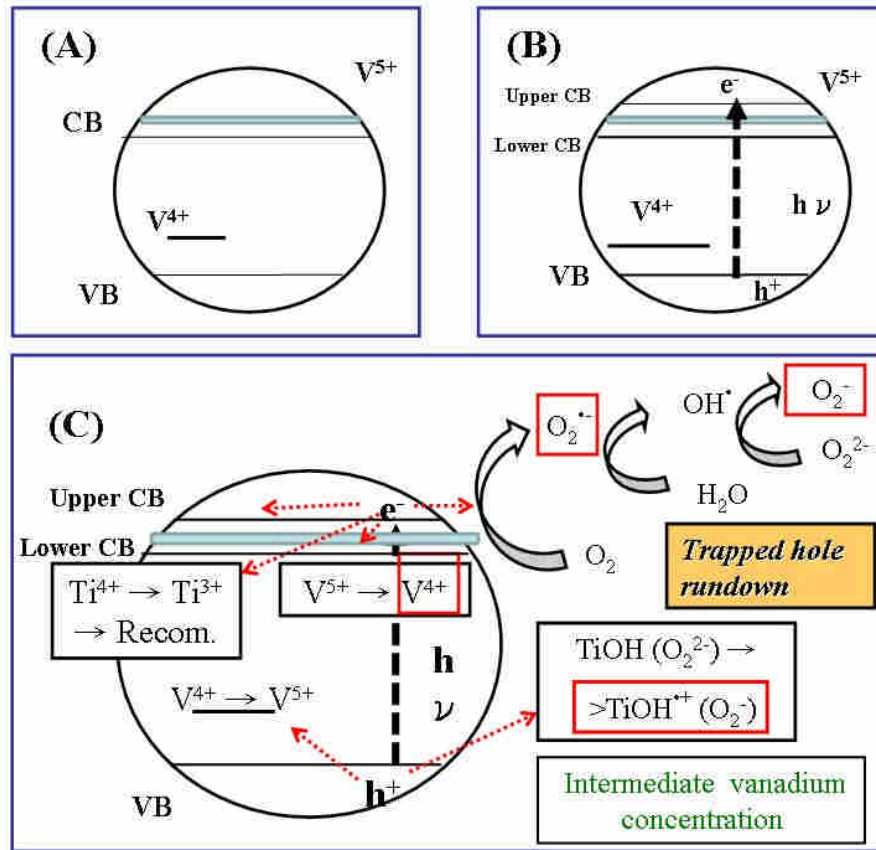 (A)
V⁵⁺
CB
V⁴⁺
VB
(B)
V⁵⁺
e⁻
Upper CB
Lower CB
V⁴⁺
h ν
VB
h⁺
(C)
O₂•⁻
OH•
O₂⁻
O₂²⁻
H₂O
Upper CB
e⁻
Lower CB
O₂
Trapped hole
rundown
Ti⁴⁺ → Ti³⁺
→ Recom.
V⁵⁺ → V⁴⁺
h
ν
TiOH (O₂²⁻) →
>TiOH•⁺ (O₂⁻)
V⁴⁺ → V⁵⁺
h⁺
VB
Intermediate vanadium
concentration